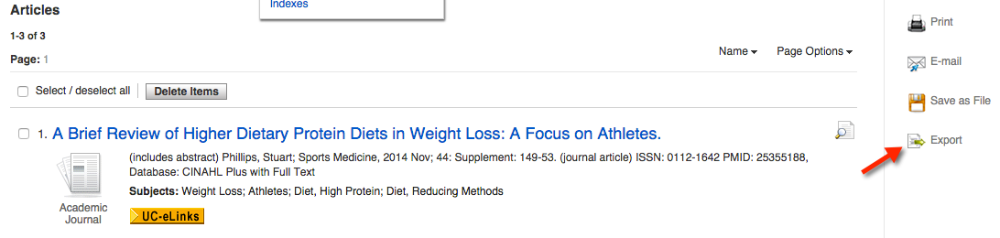 Indexes
Articles
1-3 of 3
Page: 1
Name Page Options
Select / deselect all Delete Items
1. A Brief Review of Higher Dietary Protein Diets in Weight Loss: A Focus on Athletes.
(includes abstract) Phillips, Stuart; Sports Medicine, 2014 Nov; 44: Supplement: 149-53. (journal article) ISSN: 0112-1642 PMID: 25355188,
Database: CINAHL Plus with Full Text
Subjects: Weight Loss; Athletes; Diet, High Protein; Diet, Reducing Methods
Academic
Journal
UC-eLinks
Print
E-mail
Save as File
Export